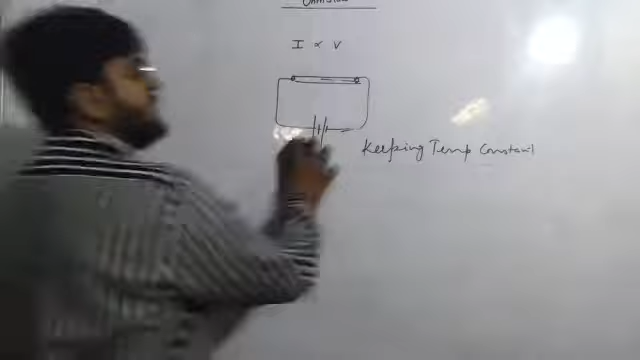 I ∝ V
Keeping Temp Constant